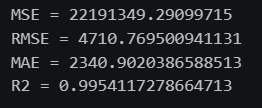 MSE = 22191349.29099715
RMSE = 4710.769500941131
MAE = 2340.9020386588513
R2 = 0.9954117278664713